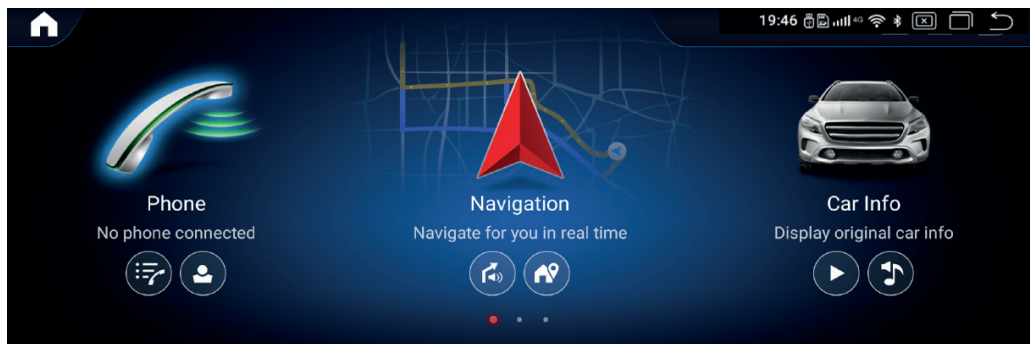 19:46 4G
Phone
No phone connected
Navigation
Navigate for you in real time
Car Info
Display original car info